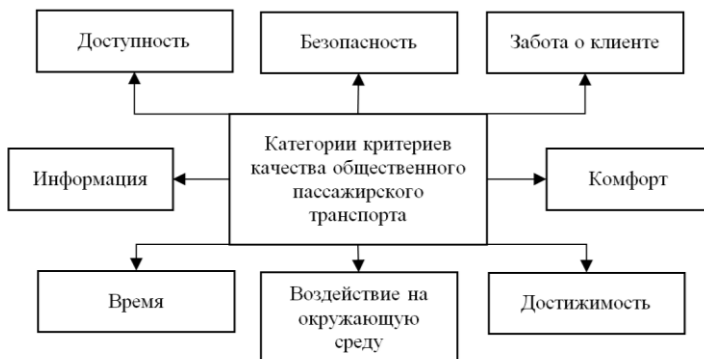 Доступность
Безопасность
Забота о клиенте
Категории критериев
качества общественного
пассажирского
транспорта
Информация
Комфорт
Время
Воздействие на
окружающую
среду
Достижимость